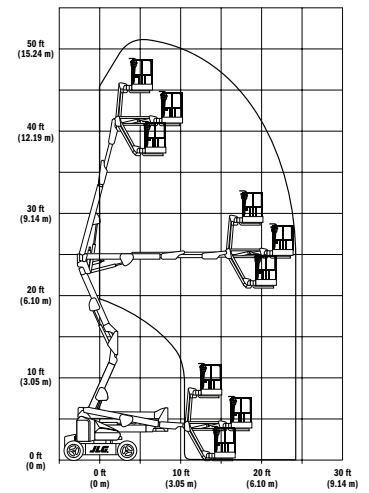 50 ft
(15.24 m)
40 ft
(12.19 m)
30 ft
(9.14 m)
20 ft
(6.10 m)
10 ft
(3.05 m)
0 ft
(0 m)
JLG
0 ft
(0 m)
10 ft
(3.05 m)
20 ft
(6.10 m)
30 ft
(9.14 m)